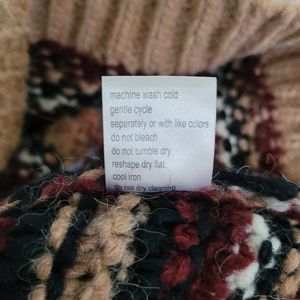 machine wash cold
gentle cycle
separately or with like colors
do not bleach
do not tumble dry
reshape dry flat
cool iron
do not dry cleaning